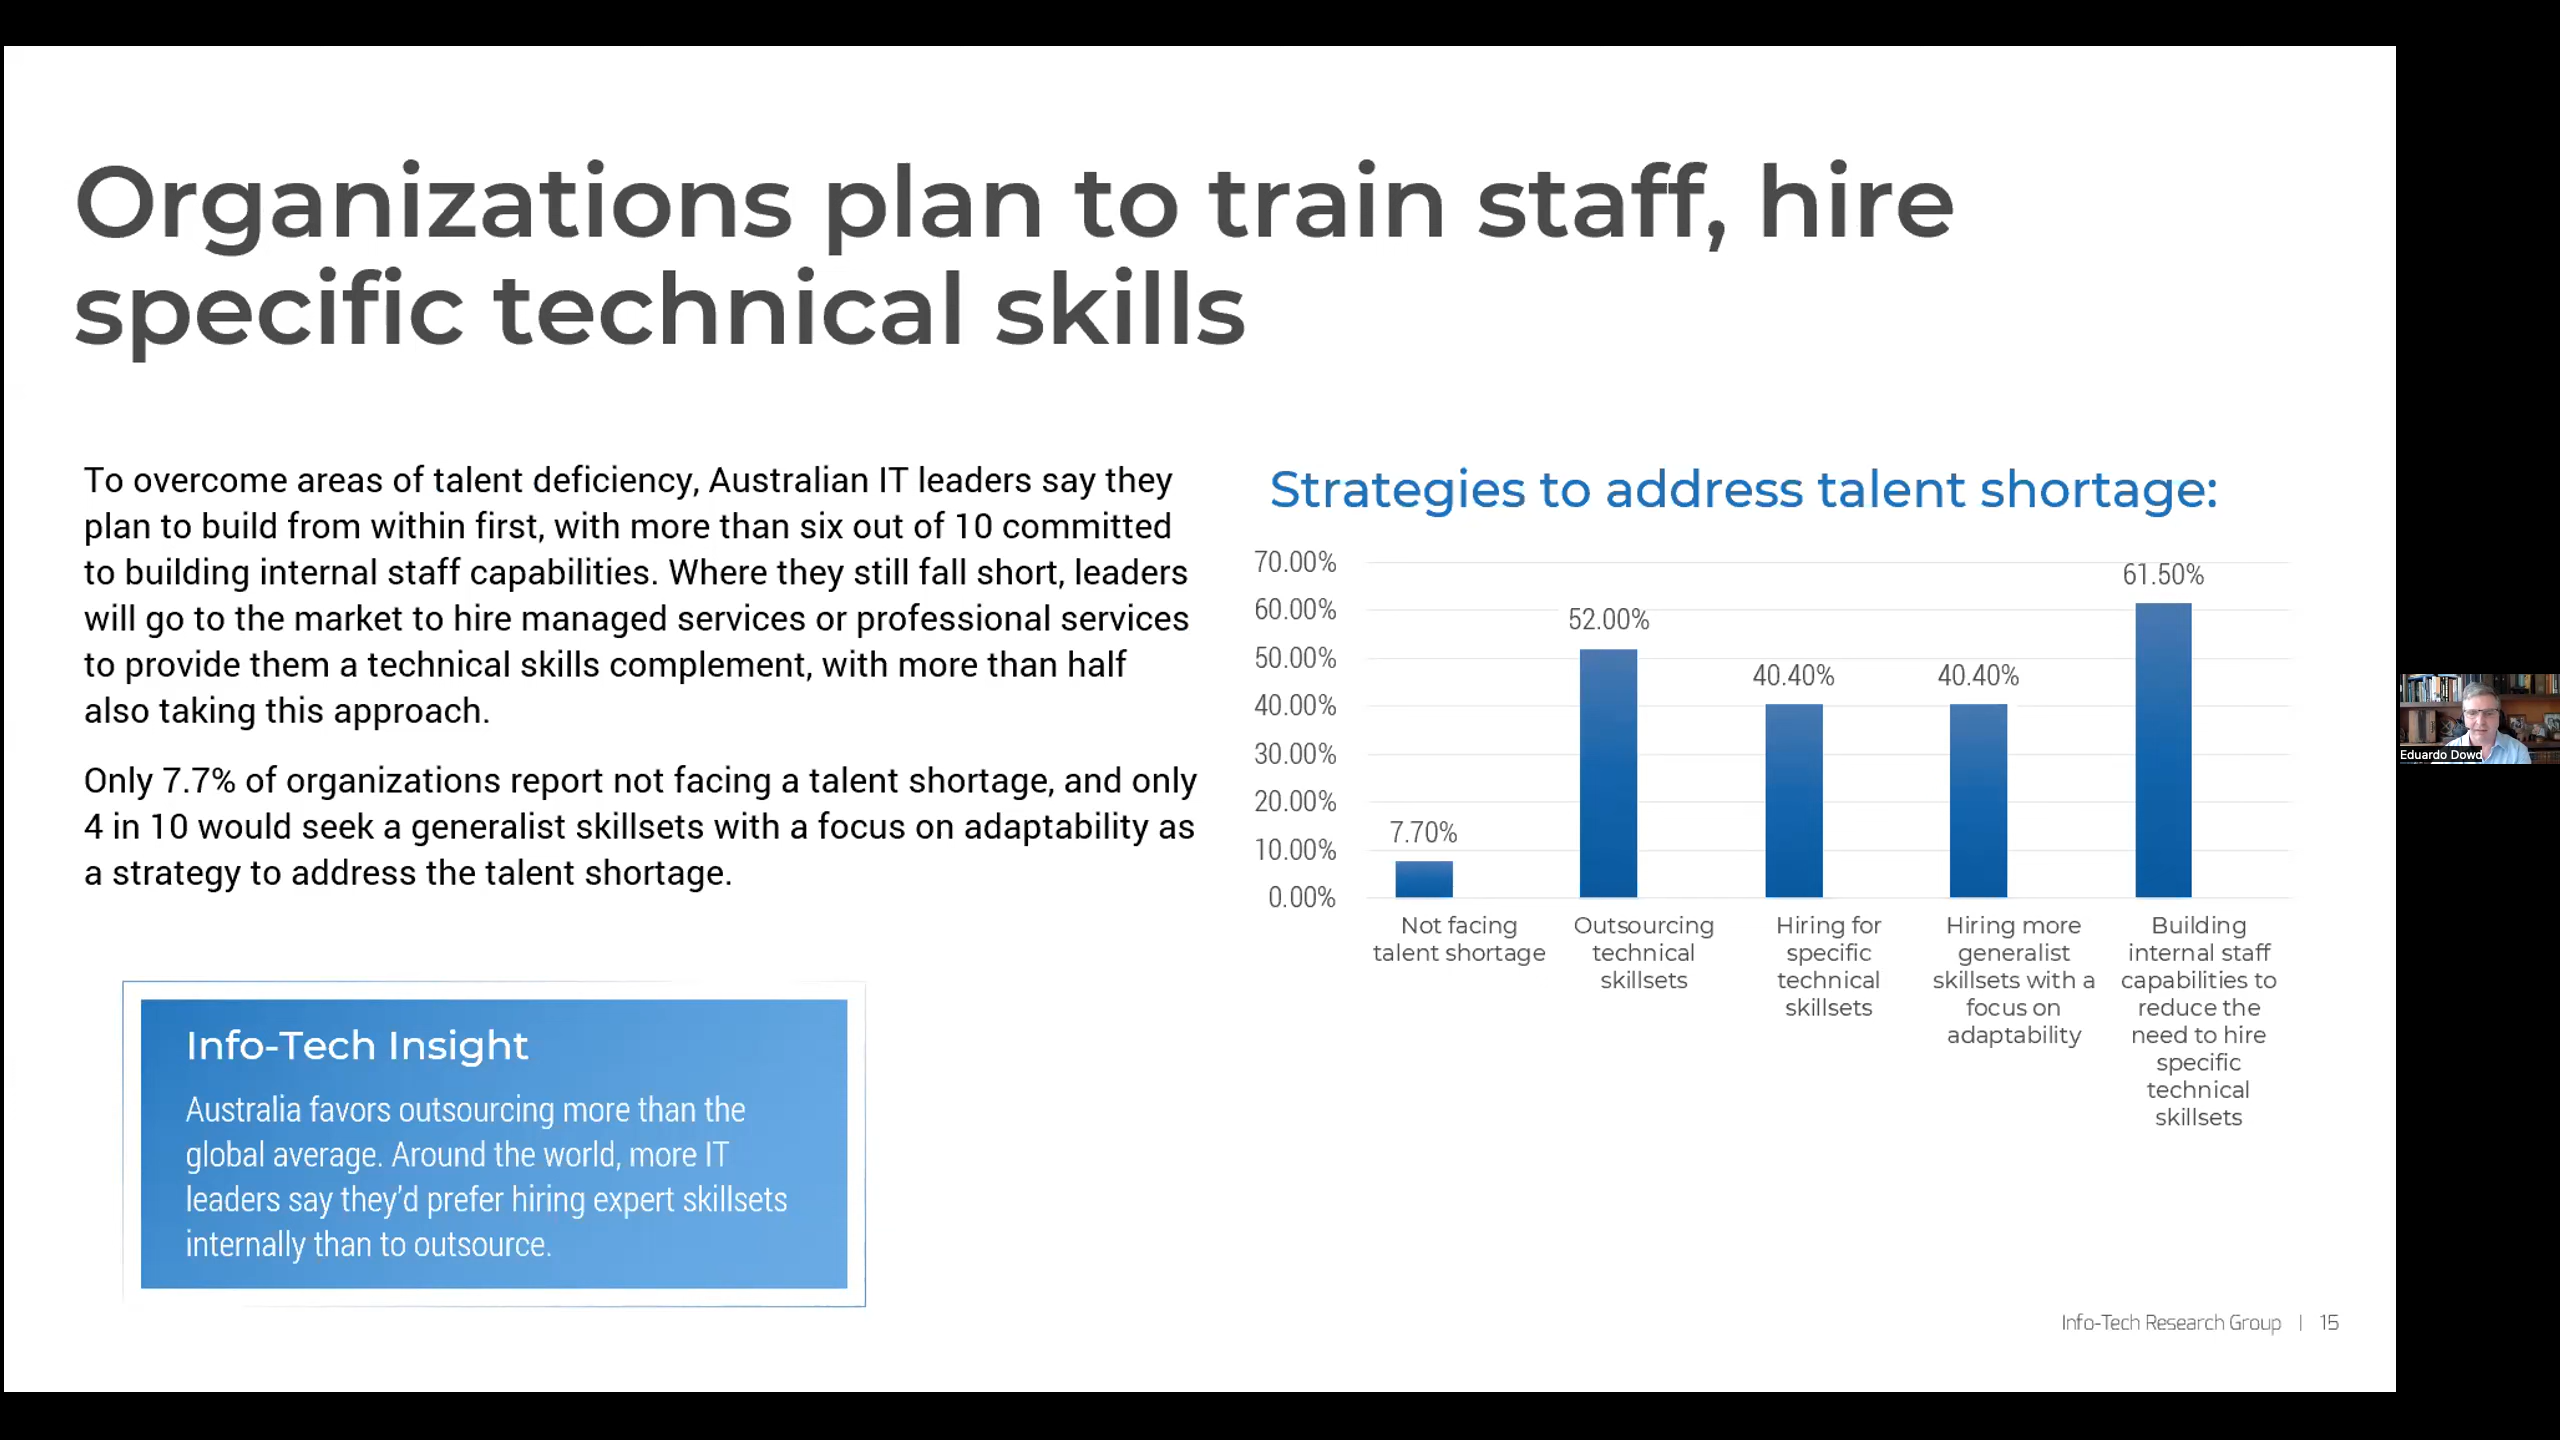 Organizations plan to train staff, hire
specific technical skills
To overcome areas of talent deficiency, Australian IT leaders say they
plan to build from within first, with more than six out of 10 committed
to building internal staff capabilities. Where they still fall short, leaders
will go to the market to hire managed services or professional services
to provide them a technical skills complement, with more than half
also taking this approach.
Only 7.7% of organizations report not facing a talent shortage, and only
4 in 10 would seek a generalist skillsets with a focus on adaptability as
a strategy to address the talent shortage.
Info-Tech Insight
Australia favors outsourcing more than the
global average. Around the world, more IT
leaders say they'd prefer hiring expert skillsets
internally than to outsource.
Strategies to address talent shortage:
70.00%
60.00%
50.00%
40.00%
30.00%
20.00%
10.00%
0.00%
7.70%
52.00%
40.40%
40.40%
61.50%
Not facing
talent shortage
Outsourcing
technical
skillsets
Hiring for
specific
technical
skillsets
Hiring more
generalist
skillsets with a
focus on
adaptability
Building
internal staff
capabilities to
reduce the
need to hire
specific
technical
skillsets
Info-Tech Research Group | 15
Eduardo Dowd